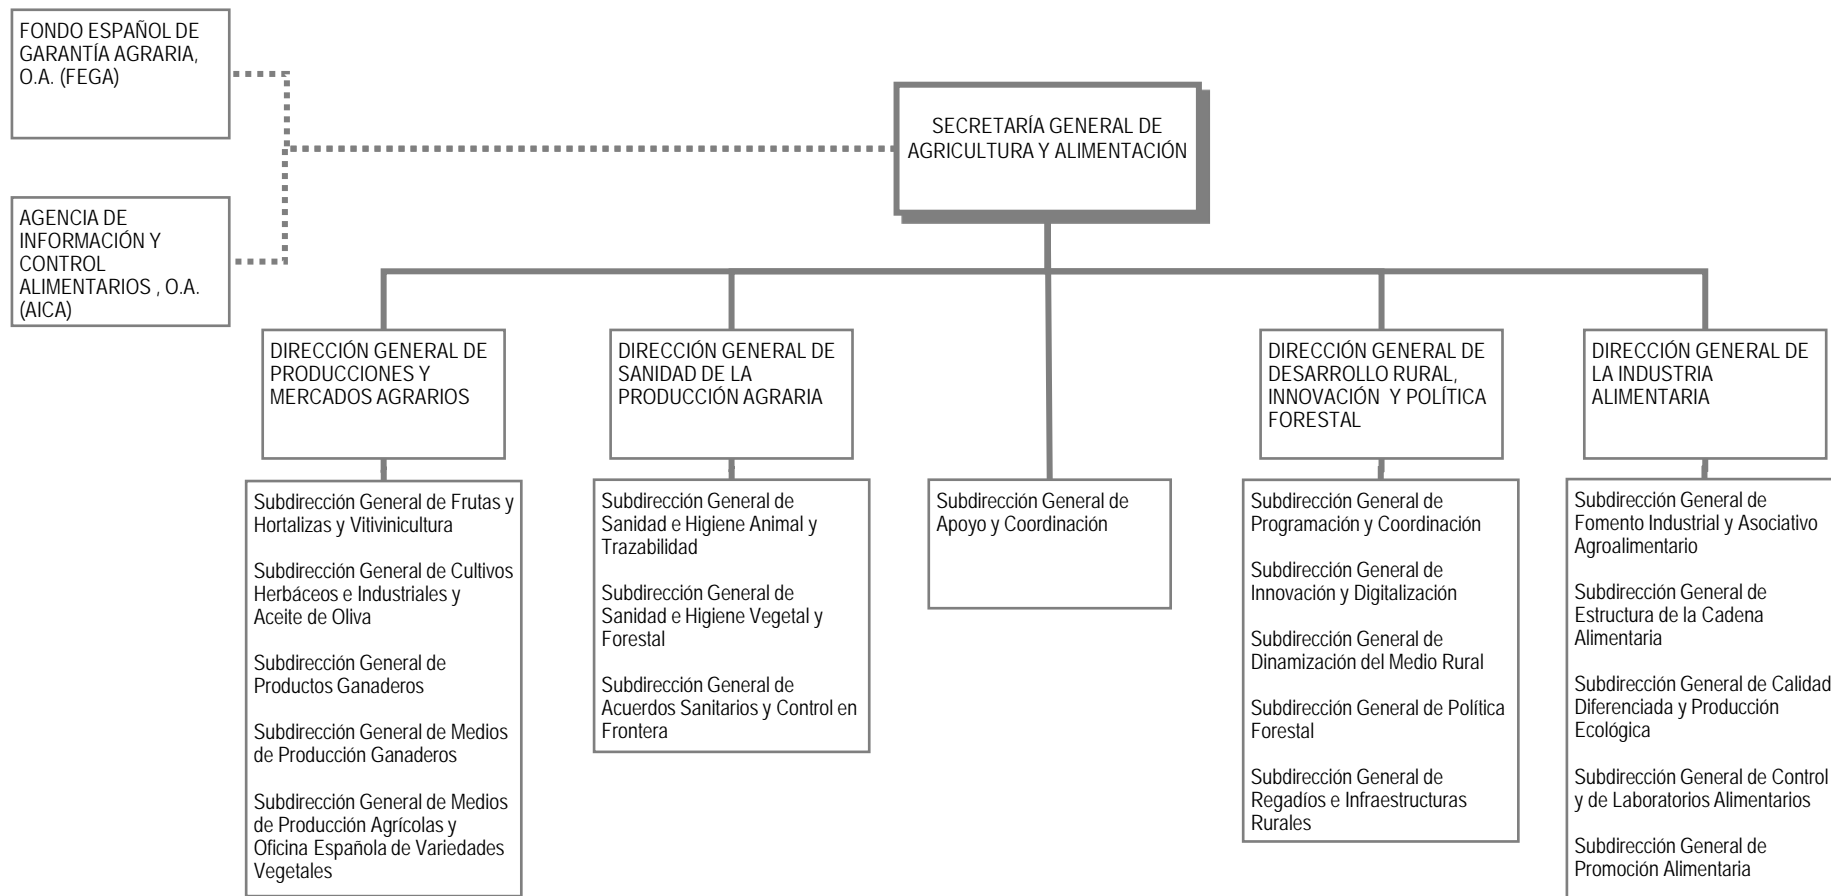 FONDO ESPAÑOL DE
GARANTÍA AGRARIA,
O.A. (FEGA)
SECRETARÍA GENERAL DE
AGRICULTURA Y ALIMENTACIÓN
AGENCIA DE
INFORMACIÓN Y
CONTROL
ALIMENTARIOS , O.A.
(AICA)
DIRECCIÓN GENERAL DE
PRODUCCIONES Y
MERCADOS AGRARIOS
Subdirección General de Frutas y
Hortalizas y Vitivinicultura
Subdirección General de Cultivos
Herbáceos e Industriales y
Aceite de Oliva
Subdirección General de
Productos Ganaderos
Subdirección General de Medios
de Producción Ganaderos
Subdirección General de Medios
de Producción Agrícolas y
Oficina Española de Variedades
Vegetales
DIRECCIÓN GENERAL DE
SANIDAD DE LA
PRODUCCIÓN AGRARIA
Subdirección General de
Sanidad e Higiene Animal y
Trazabilidad
Subdirección General de
Sanidad e Higiene Vegetal y
Forestal
Subdirección General de
Acuerdos Sanitarios y Control en
Frontera
Subdirección General de
Apoyo y Coordinación
DIRECCIÓN GENERAL DE
DESARROLLO RURAL,
INNOVACIÓN Y POLÍTICA
FORESTAL
Subdirección General de
Programación y Coordinación
Subdirección General de
Innovación y Digitalización
Subdirección General de
Dinamización del Medio Rural
Subdirección General de Política
Forestal
Subdirección General de
Regadíos e Infraestructuras
Rurales
DIRECCIÓN GENERAL DE
LA INDUSTRIA
ALIMENTARIA
Subdirección General de
Fomento Industrial y Asociativo
Agroalimentario
Subdirección General de
Estructura de la Cadena
Alimentaria
Subdirección General de Calidad
Diferenciada y Producción
Ecológica
Subdirección General de Control
y de Laboratorios Alimentarios
Subdirección General de
Promoción Alimentaria